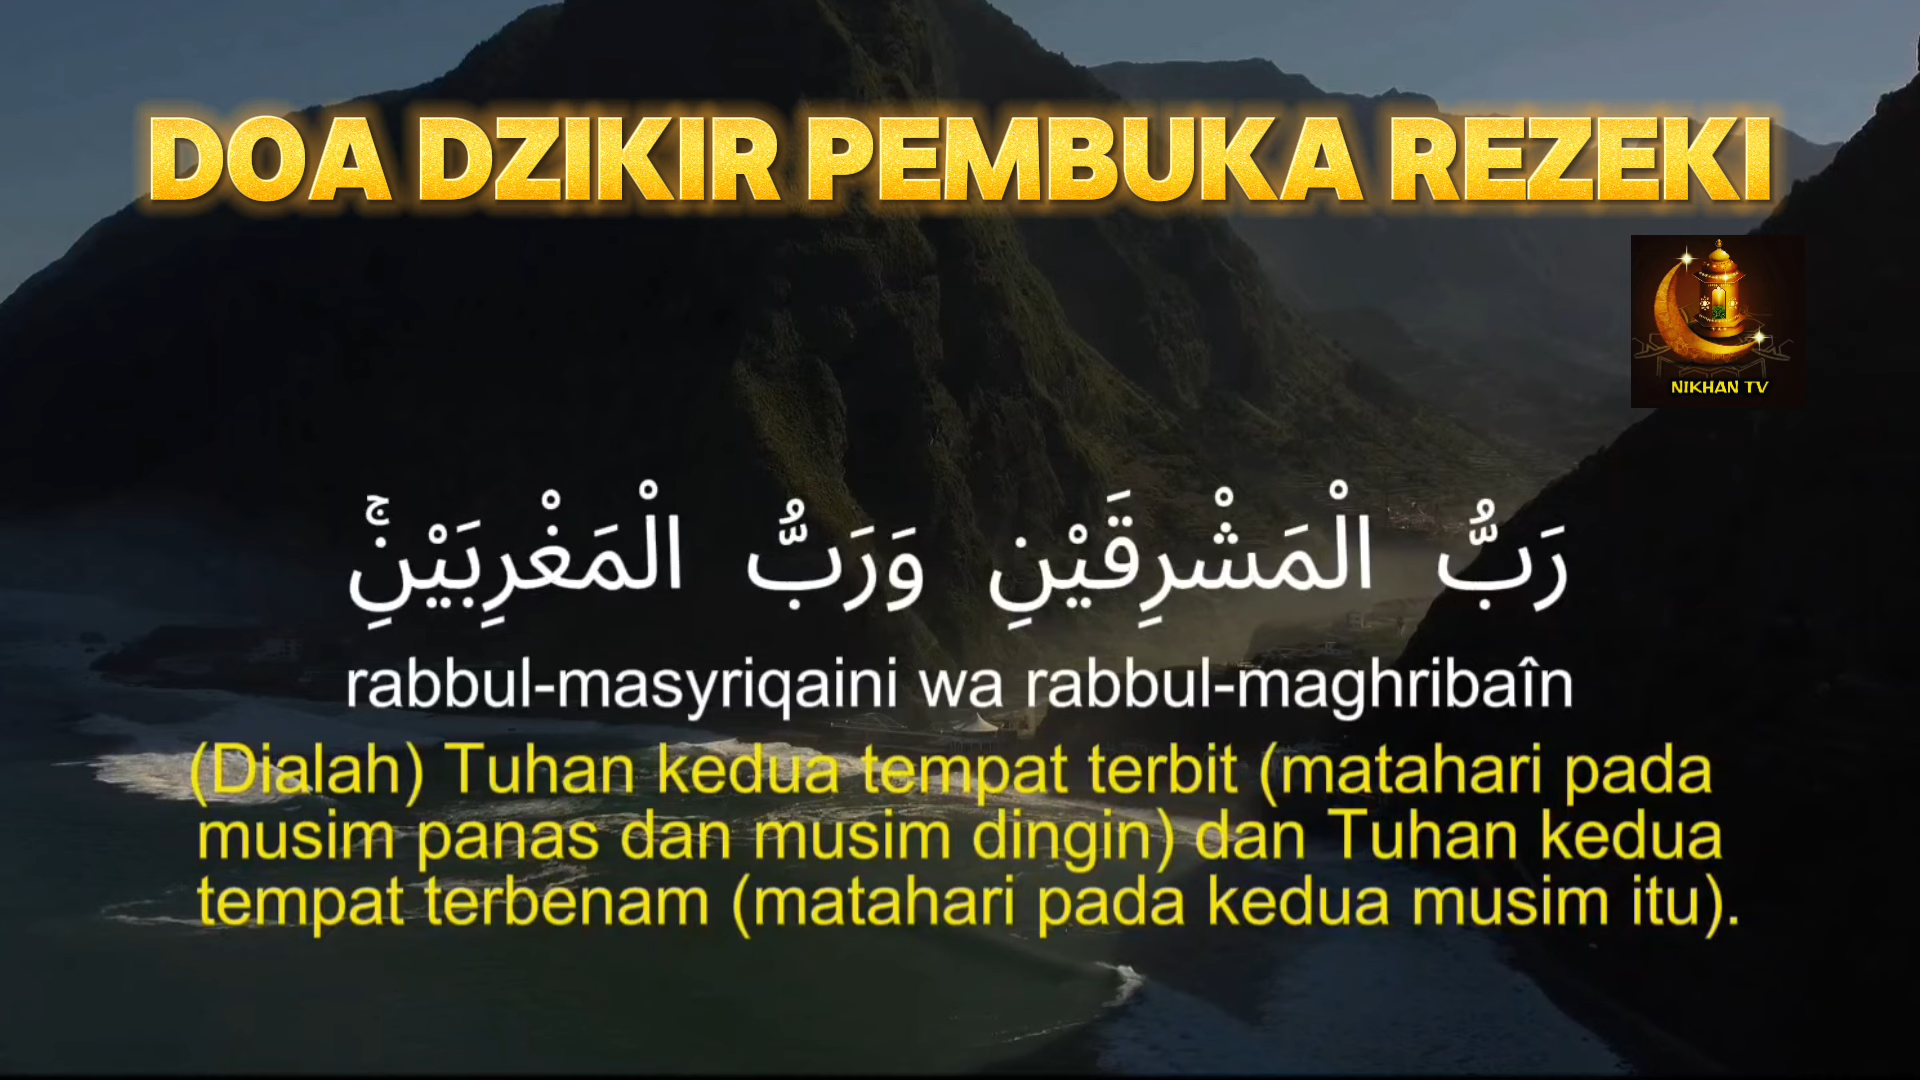 DOA DZIKIR PEMBUKA REZEKI
NIKHAN TV
رَبُّ الْمَشْرِقَيْنِ وَرَبُّ الْمَغْرِبَيْنِۚ
rabbul-masyriqaini wa rabbul-maghribaîn
(Dialah) Tuhan kedua tempat terbit (matahari pada
musim panas dan musim dingin) dan Tuhan kedua
tempat terbenam (matahari pada kedua musim itu).